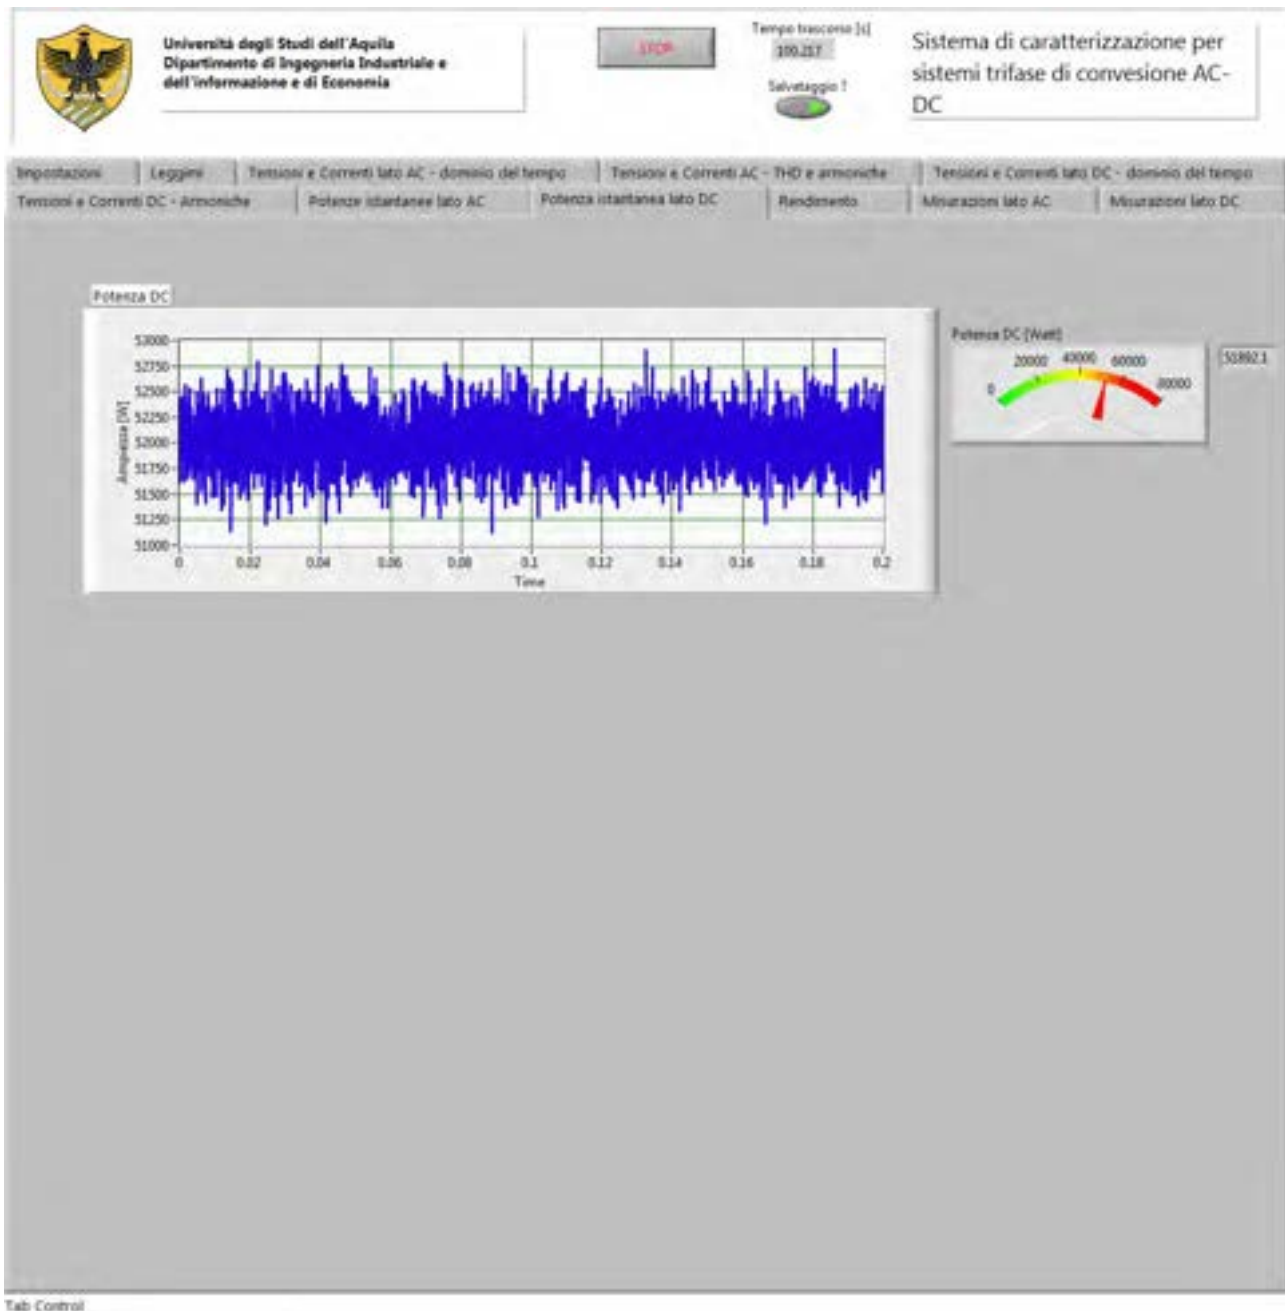 Università degli Studi dell'Aquila
Dipartimento di Ingegneria Industriale e
dell'informazione e di Economia
STOP
Tempo trascorso [s]
100.217
Salvataggio ?
Sistema di caratterizzazione per
sistemi trifase di convesione AC-
DC
Impostazioni
Leggimi
Tensioni e Correnti lato AC - dominio del tempo
Tensioni e Correnti AC - THD e armoniche
Tensioni e Correnti lato DC - dominio del tempo
Tensioni e Correnti DC - Armoniche
Potenze istantanee lato AC
Potenza istantanea lato DC
Rendimento
Misurazioni lato AC
Misurazioni lato DC
Potenza DC
53000
52750
52500
52250
52000
51750
51500
51250
51000
Ampiezza [W]
0
0.02
0.04
0.06
0.08
0.1
0.12
0.14
0.16
0.18
0.2
Time
Potenza DC [Watt]
0
20000
40000
60000
80000
51892.1
Tab Control